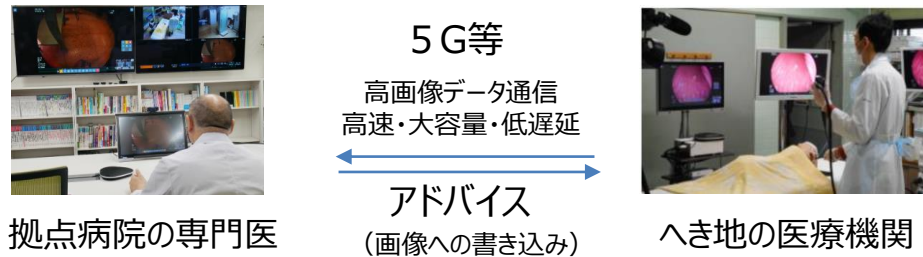 ５G等
高画像データ通信
高速・大容量・低遅延
アドバイス
（画像への書き込み）
拠点病院の専門医
へき地の医療機関